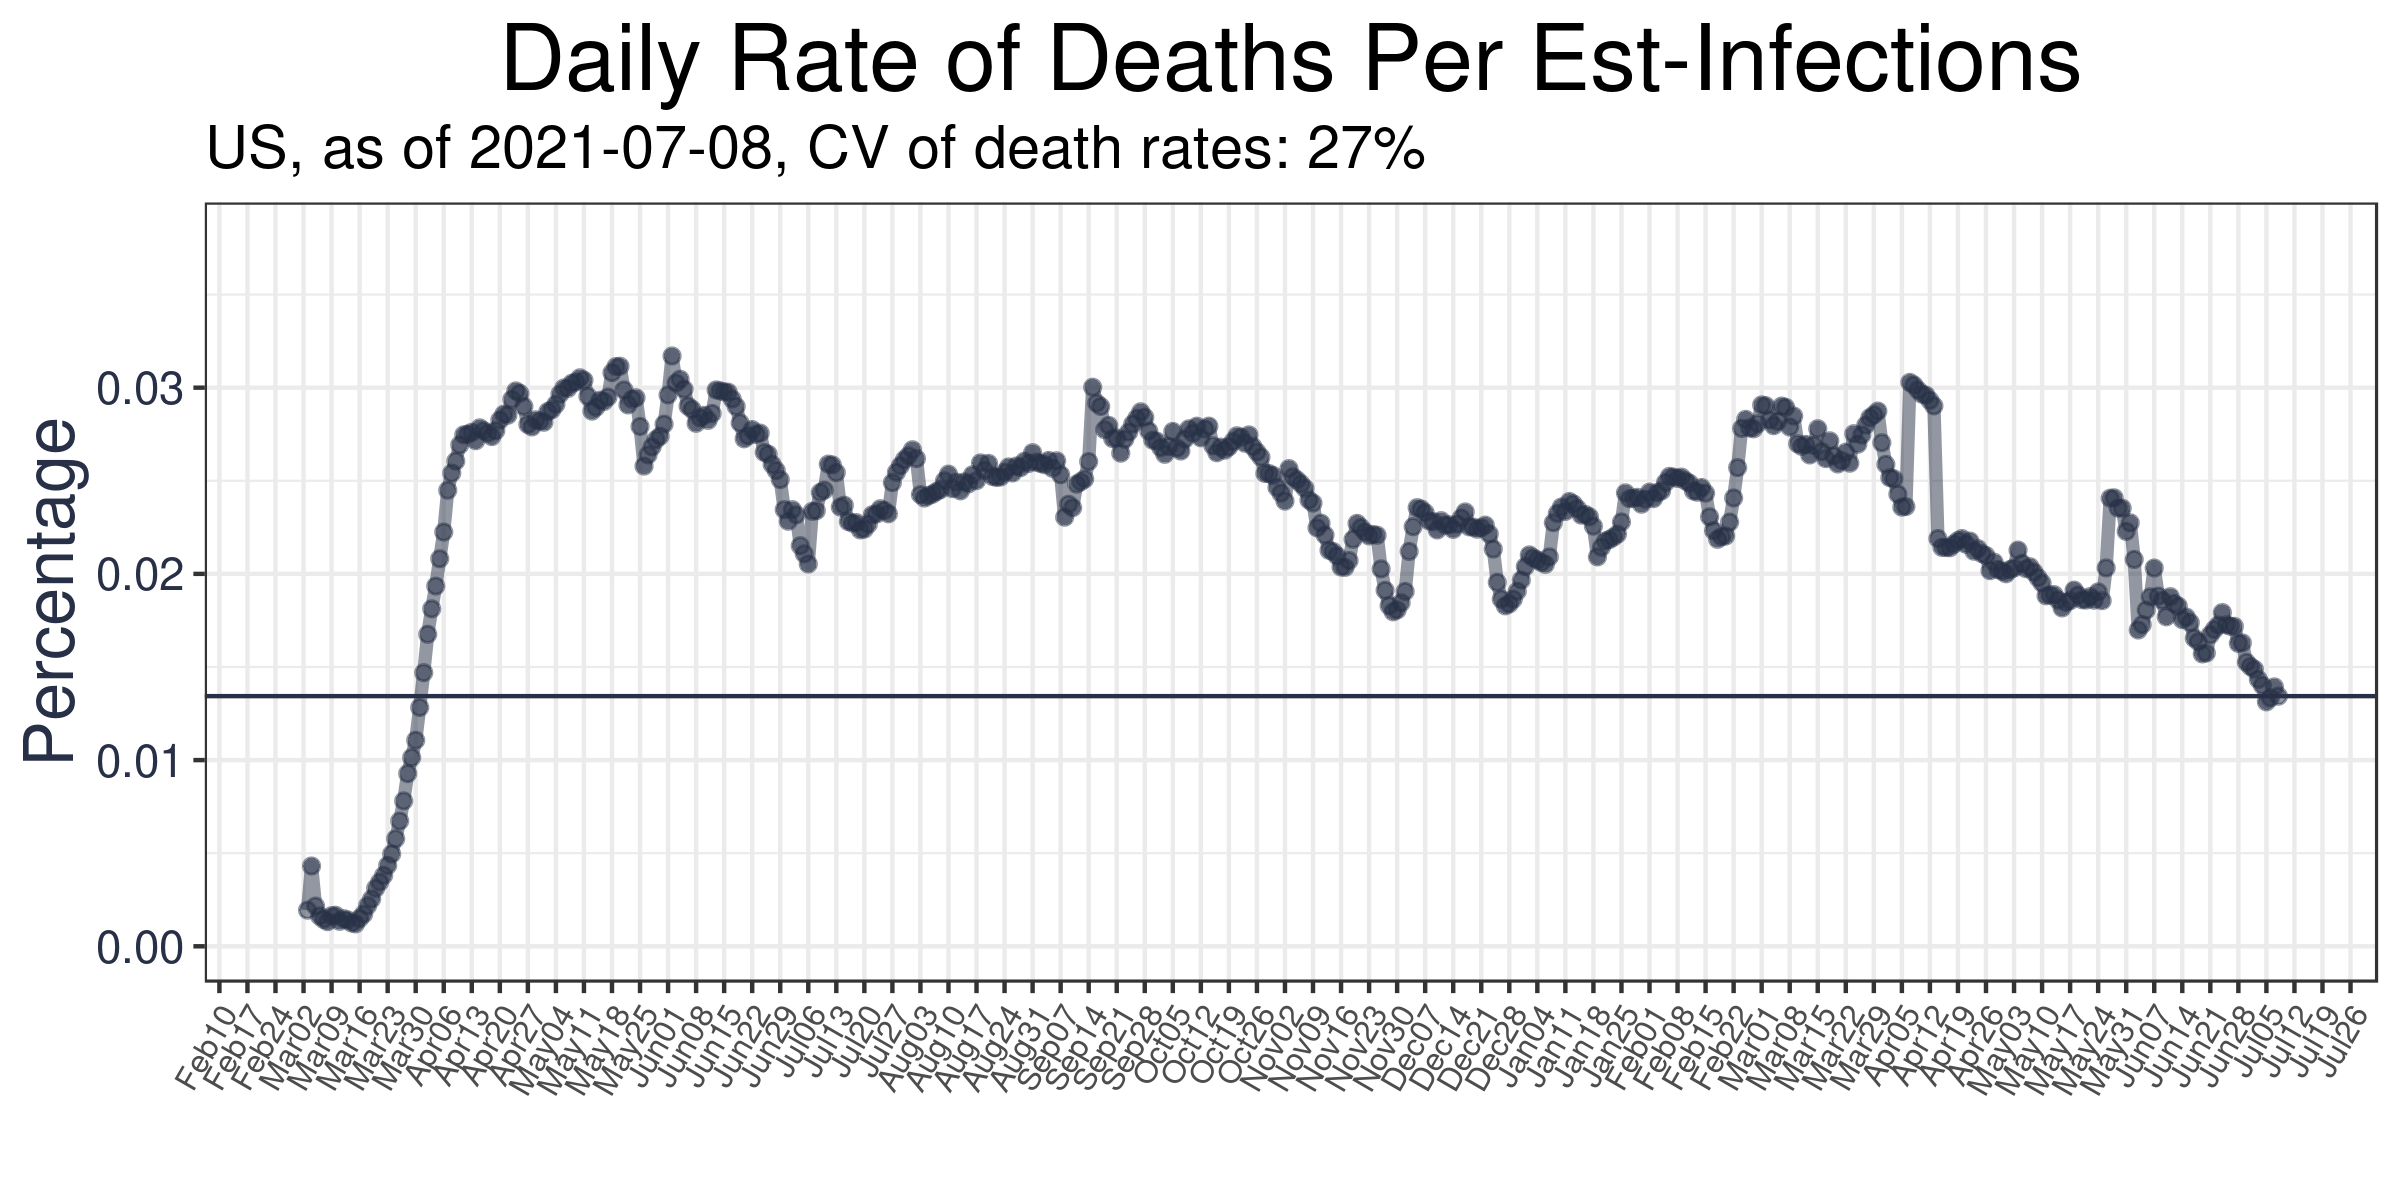 Daily Rate of Deaths Per Est-Infections
US, as of 2021-07-08, CV of death rates: 27%
Percentage
0.03
0.02
0.01
0.00
Feb10
Feb17
Feb24
Mar02
Mar09
Mar16
Mar23
Mar30
Apr06
Apr13
Apr20
Apr27
May04
May11
May18
May25
Jun01
Jun08
Jun15
Jun22
Jun29
Jul06
Jul13
Jul20
Jul27
Aug03
Aug10
Aug17
Aug24
Aug31
Sep07
Sep14
Sep21
Sep28
Oct05
Oct12
Oct19
Oct26
Nov02
Nov09
Nov16
Nov23
Nov30
Dec07
Dec14
Dec21
Dec28
Jan04
Jan11
Jan18
Jan25
Feb01
Feb08
Feb15
Feb22
Mar01
Mar08
Mar15
Mar22
Mar29
Apr05
Apr12
Apr19
Apr26
May03
May10
May17
May24
May31
Jun07
Jun14
Jun21
Jun28
Jul05
Jul12
Jul19
Jul26